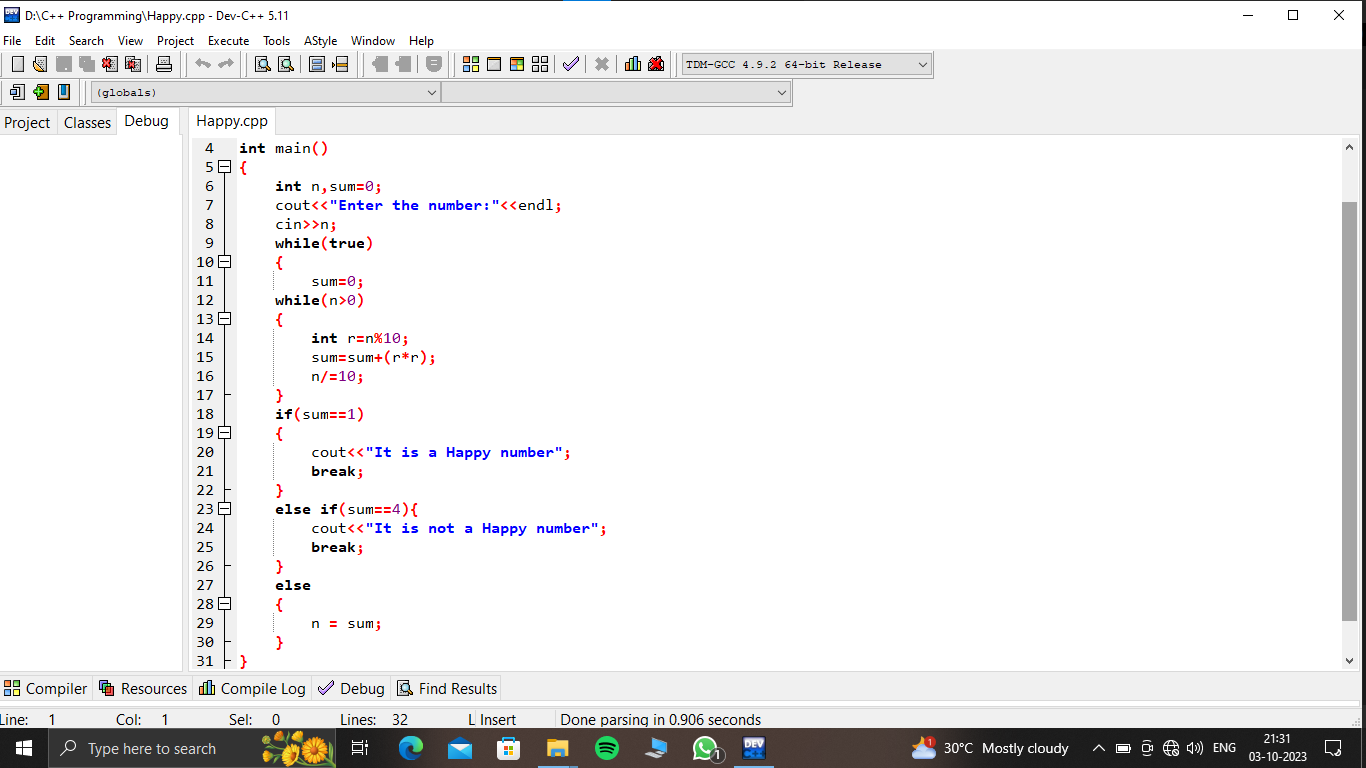 D:\C++ Programming\Happy.cpp - Dev-C++ 5.11
File Edit Search View Project Execute Tools AStyle Window Help
TDM-GCC 4.9.2 64-bit Release
(globals)
Project Classes Debug Happy.cpp
4 int main()
5 {
6 int n,sum=0;
7 cout<<"Enter the number:"<<endl;
8 cin>>n;
9 while(true)
10 {
11 sum=0;
12 while(n>0)
13 {
14 int r=n%10;
15 sum=sum+(r*r);
16 n/=10;
17 }
18 if(sum==1)
19 {
20 cout<<"It is a Happy number";
21 break;
22 }
23 else if(sum==4){
24 cout<<"It is not a Happy number";
25 break;
26 }
27 else
28 {
29 n = sum;
30 }
31 }
Compiler Resources Compile Log Debug Find Results
Line: 1 Col: 1 Sel: 0 Lines: 32 L Insert Done parsing in 0.906 seconds
Type here to search 1 DEV 1 30°C Mostly cloudy ENG 21:31
03-10-2023